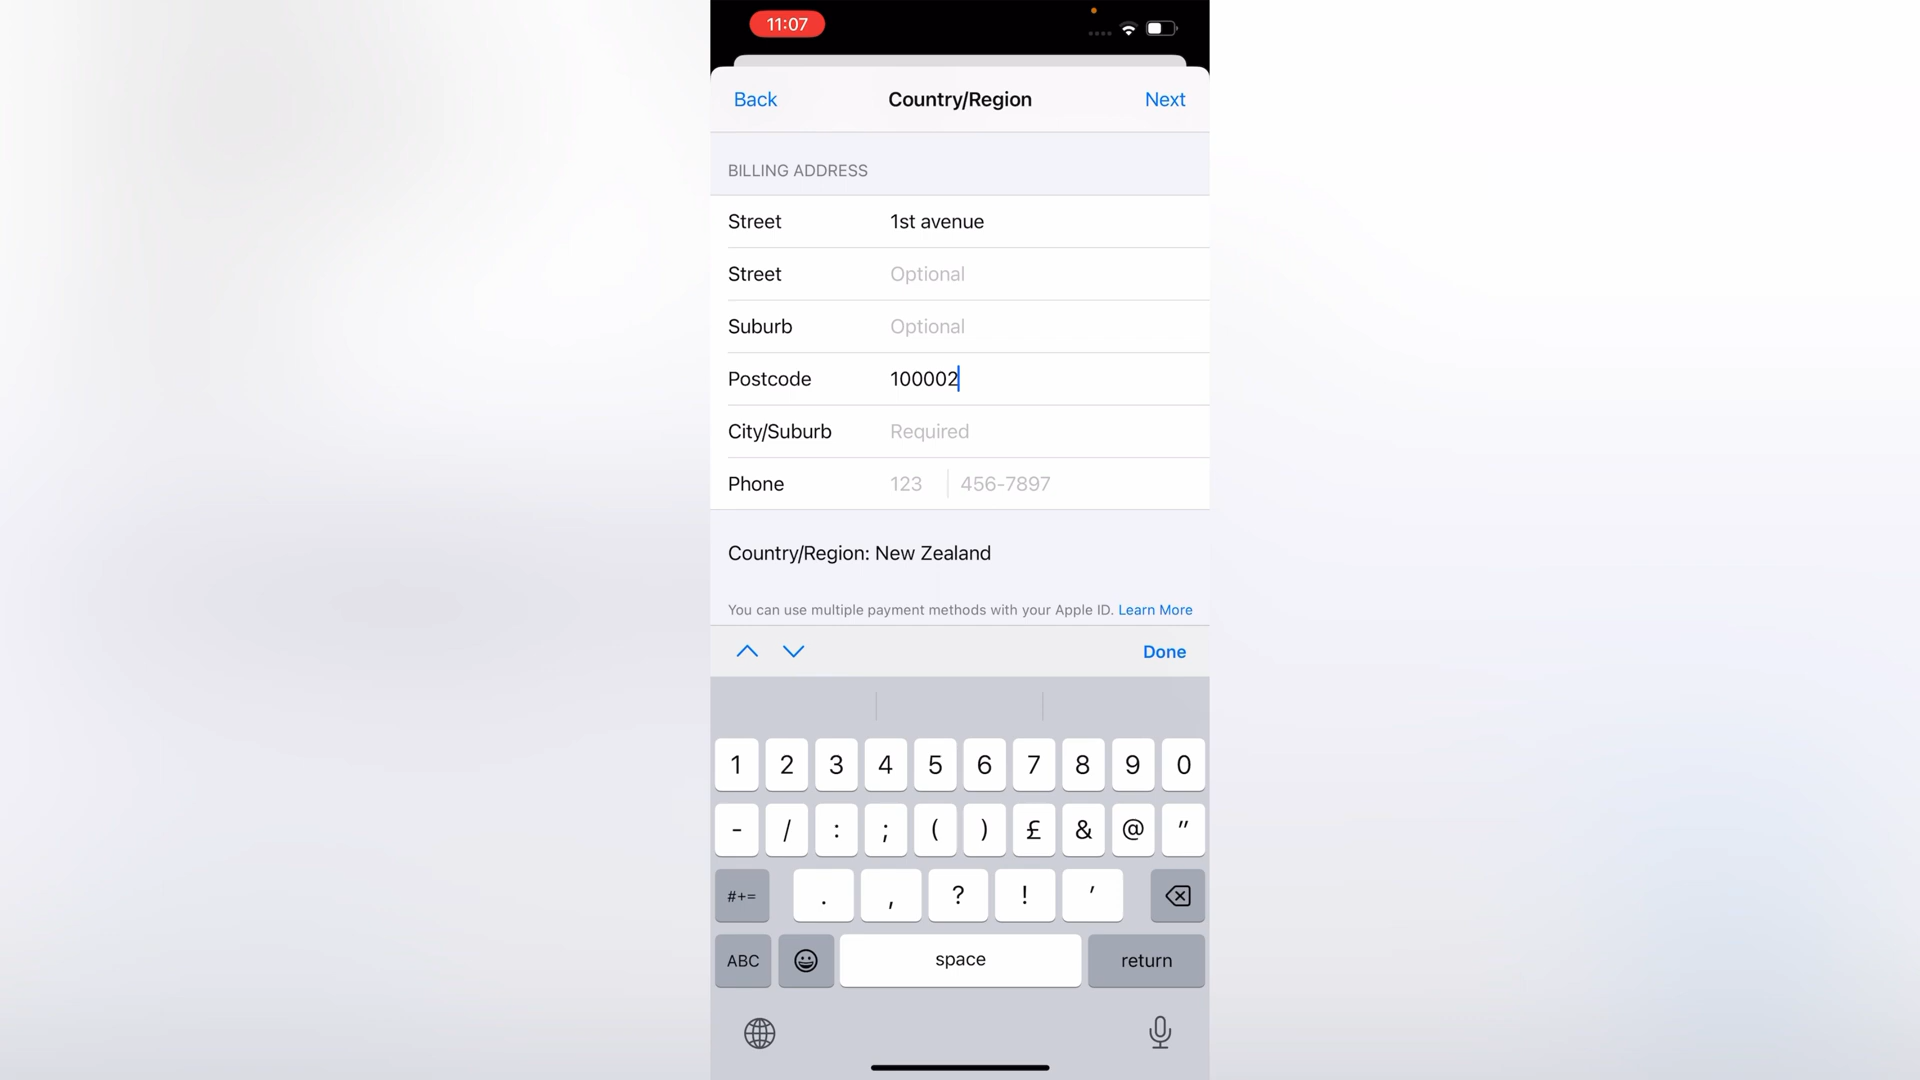 11:07
Back Country/Region Next
BILLING ADDRESS
Street 1st avenue
Street Optional
Suburb Optional
Postcode 100002
City/Suburb Required
Phone 123 456-7897
Country/Region: New Zealand
You can use multiple payment methods with your Apple ID. Learn More
Done
1 2 3 4 5 6 7 8 9 0
- / : ; ( ) £ & @ "
#+= . , ? ! '
ABC space return